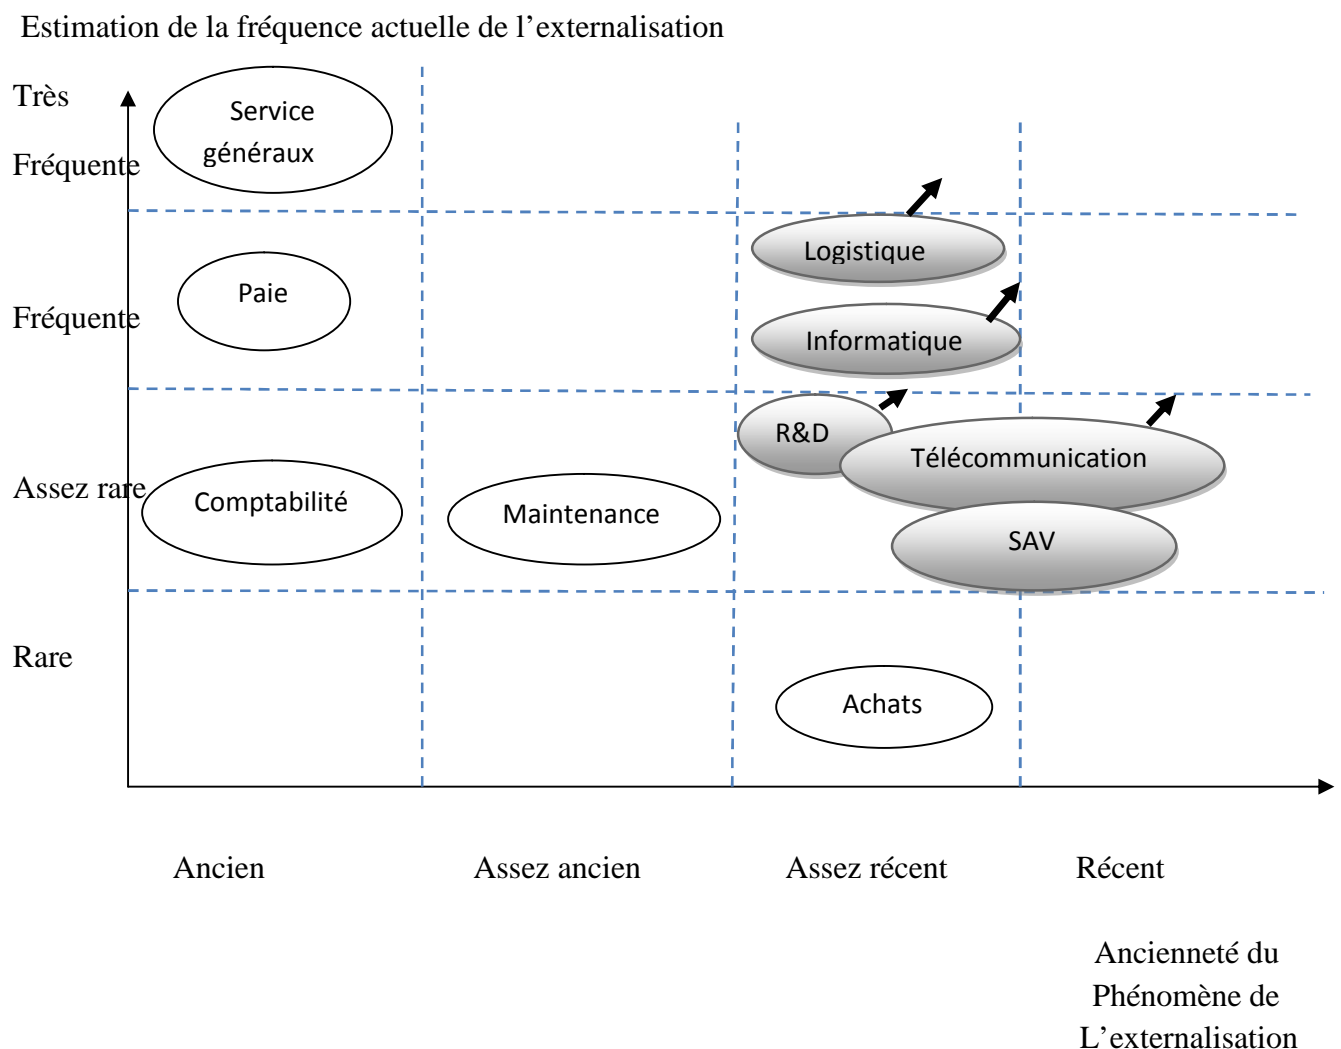 Estimation de la fréquence actuelle de l’externalisation
Très
Service
généraux
Fréquente
Logistique
Paie
Fréquente
Informatique
R&D
Télécommunication
Assez rare
Comptabilité
Maintenance
SAV
Rare
Achats
Ancien
Assez ancien
Assez récent
Récent
Ancienneté du
Phénomène de
L’externalisation